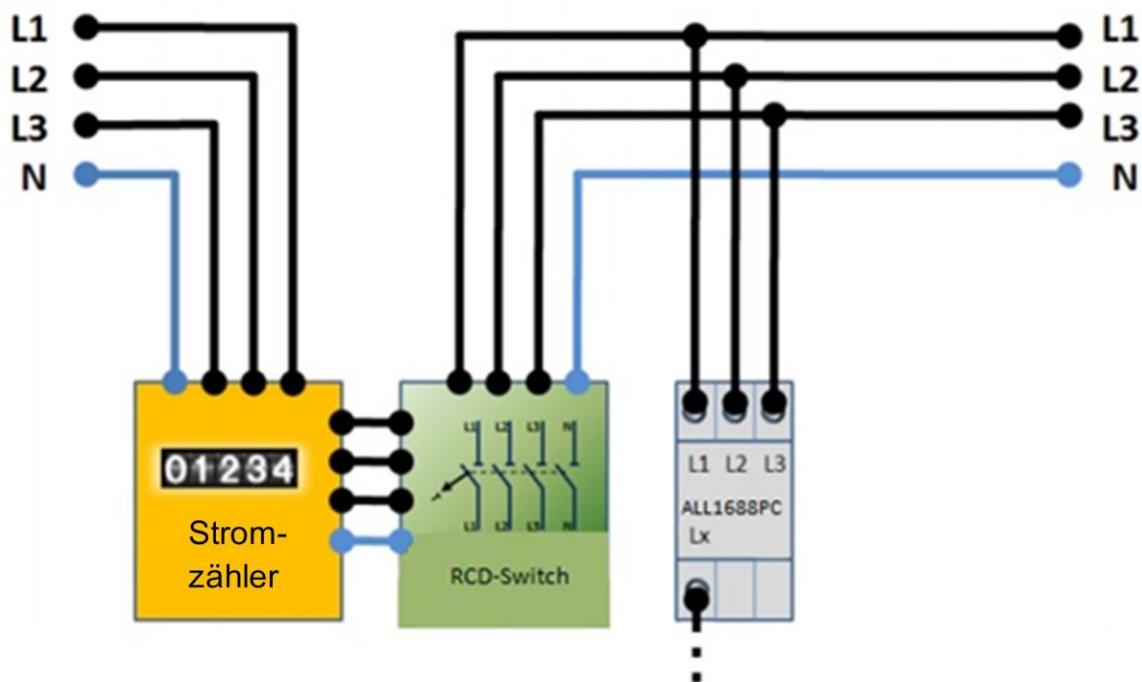 L1
L2
L3
N
L1
L2
L3
N
01234
Strom-
zähler
L1 L2 L3 N
L1 L2 L3 N
RCD-Switch
L1 L2 L3
ALL1688PC
Lx